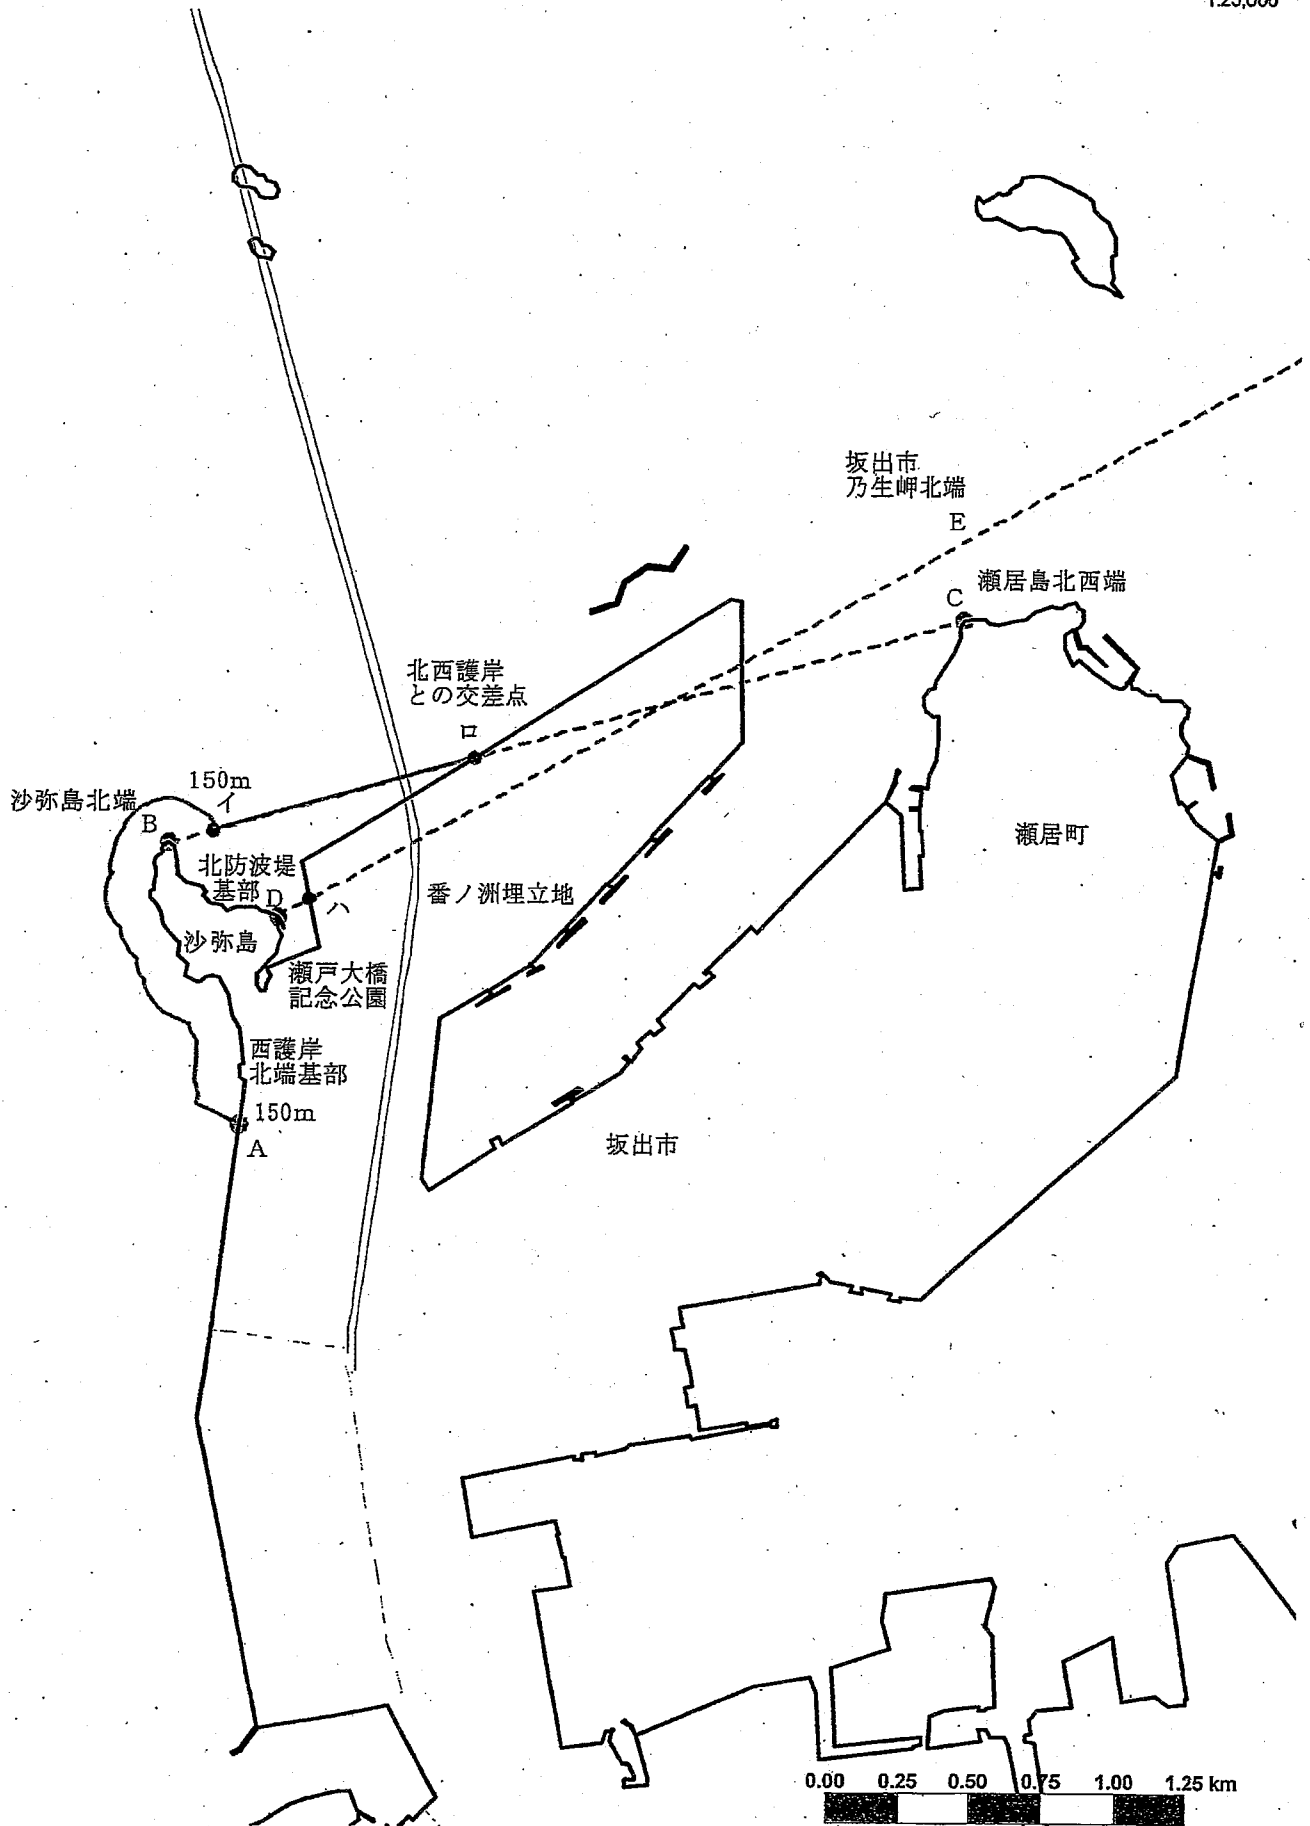 1:25,000
坂出市
乃生岬北端
E
瀬居島北西端
C
北西護岸
との交差点
ロ
150m
イ
沙弥島北端
B
北防波堤
基部
D
ハ
番ノ洲埋立地
瀬居町
沙弥島
瀬戸大橋
記念公園
西護岸
北端基部
150m
A
坂出市
0.00 0.25 0.50 0.75 1.00 1.25 km